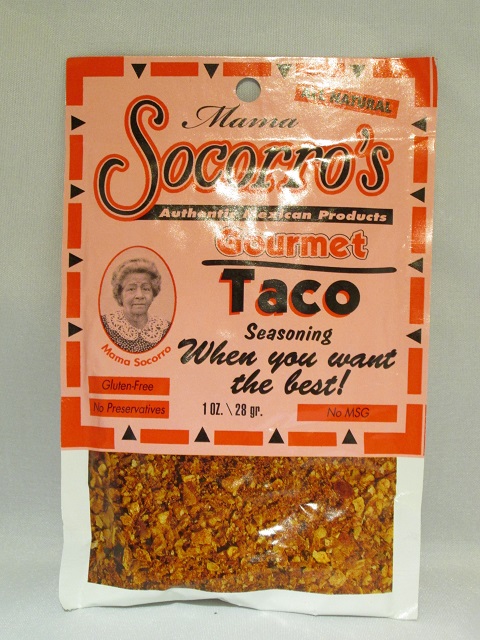 ALL NATURAL
Mama
Socorro's
Authentic Mexican Products
Gourmet
Taco
Seasoning
When you want
the best!
Mama Socorro
Gluten-Free
No Preservatives
1 OZ. \ 28 gr.
No MSG